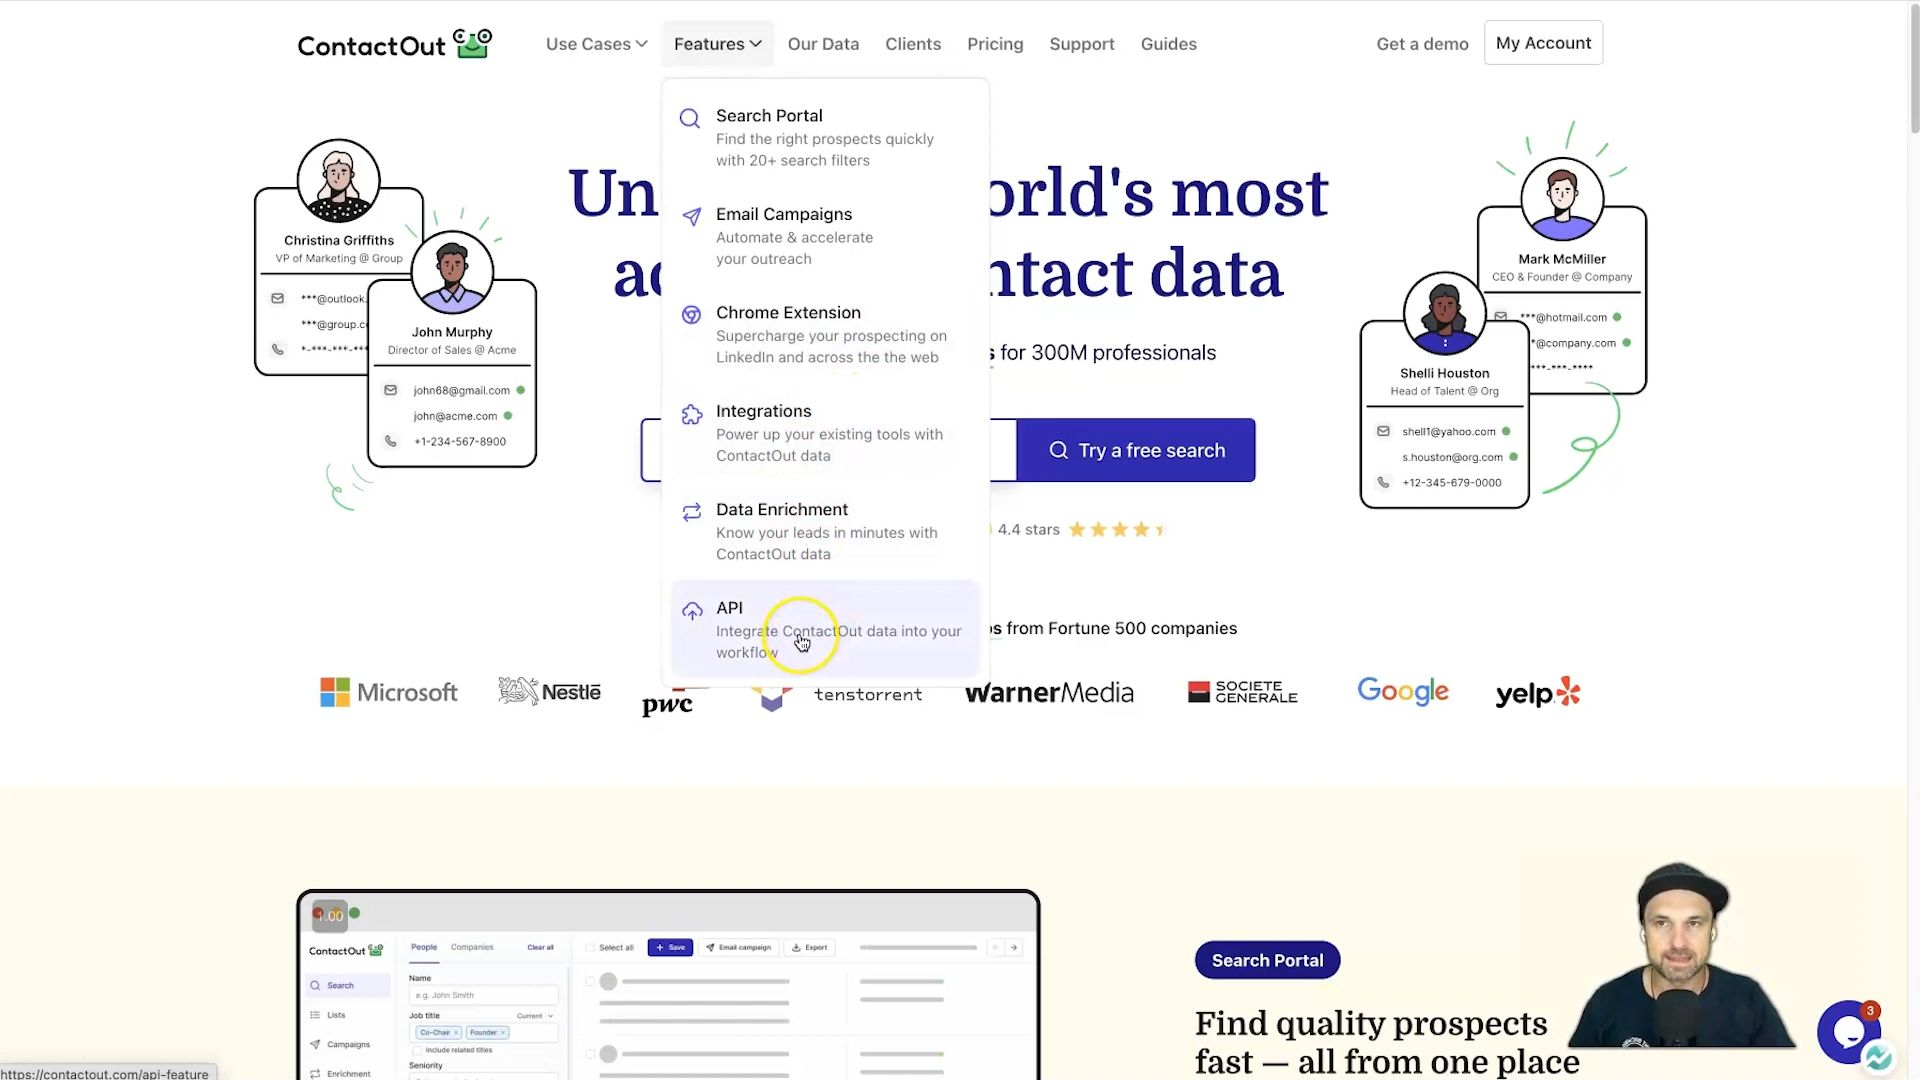 ContactOut
Use Cases
Features
Our Data
Clients
Pricing
Support
Guides
Get a demo
My Account
Search Portal
Find the right prospects quickly
with 20+ search filters
Email Campaigns
Automate & accelerate
your outreach
Chrome Extension
Supercharge your prospecting on
LinkedIn and across the the web
Integrations
Power up your existing tools with
ContactOut data
Data Enrichment
Know your leads in minutes with
ContactOut data
API
Integrate ContactOut data into your
workflow
Un orld's most
ntact data
for 300M professionals
Try a free search
4.4 stars
from Fortune 500 companies
Christina Griffiths
VP of Marketing @ Group
***@outlook.
***@group.c
*-***-***-***
John Murphy
Director of Sales @ Acme
john68@gmail.com
john@acme.com
+1-234-567-8900
Mark McMiller
CEO & Founder @ Company
***@hotmail.com
*@company.com
***-***-****
Shelli Houston
Head of Talent @ Org
shell1@yahoo.com
s.houston@org.com
+12-345-679-0000
Microsoft
Nestlé
pwc
tenstorrent
WarnerMedia
SOCIETE
GENERALE
Google
yelp
1.00
ContactOut
People
Companies
Clear all
Select all
+ Save
Email campaign
Export
Search
Lists
Campaigns
Enrichment
Name
e.g. John Smith
Job title
Current
Co-Chair ×
Founder ×
Include related titles
Seniority
Search Portal
Find quality prospects
fast — all from one place
3
https://contactout.com/api-feature